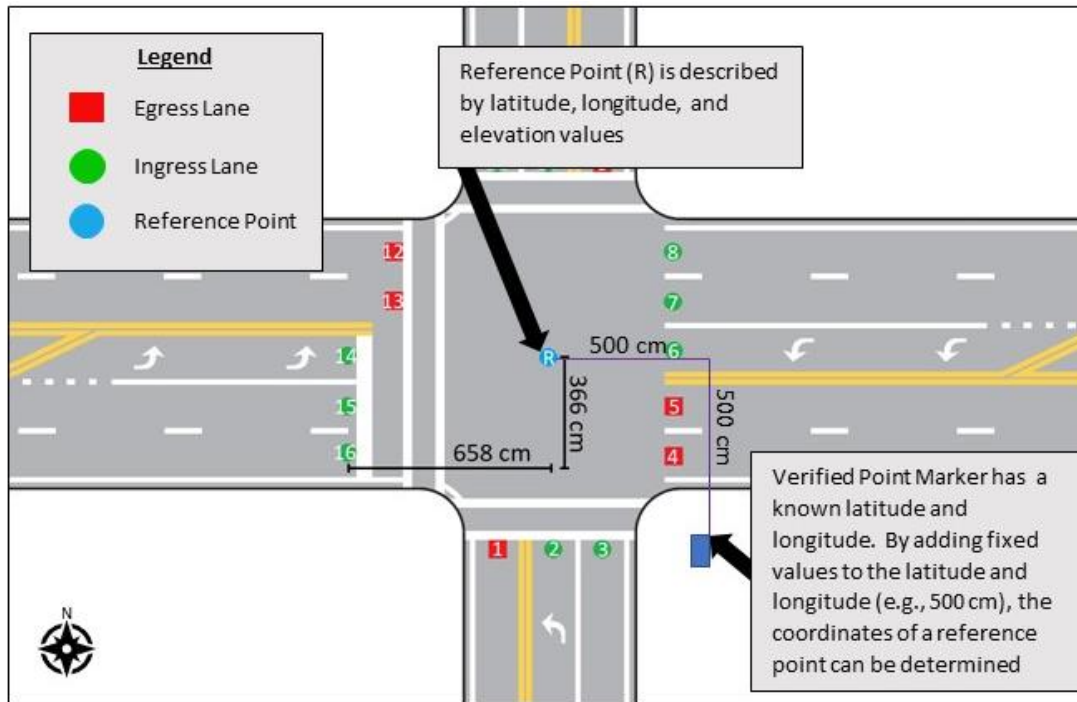 Legend
Egress Lane
Ingress Lane
Reference Point
Reference Point (R) is described
by latitude, longitude, and
elevation values
12
13
14
15
16
8
7
6
5
4
R
500 cm
366 cm
658 cm
500 cm
1
2
3
N
Verified Point Marker has a
known latitude and
longitude. By adding fixed
values to the latitude and
longitude (e.g., 500 cm), the
coordinates of a reference
point can be determined